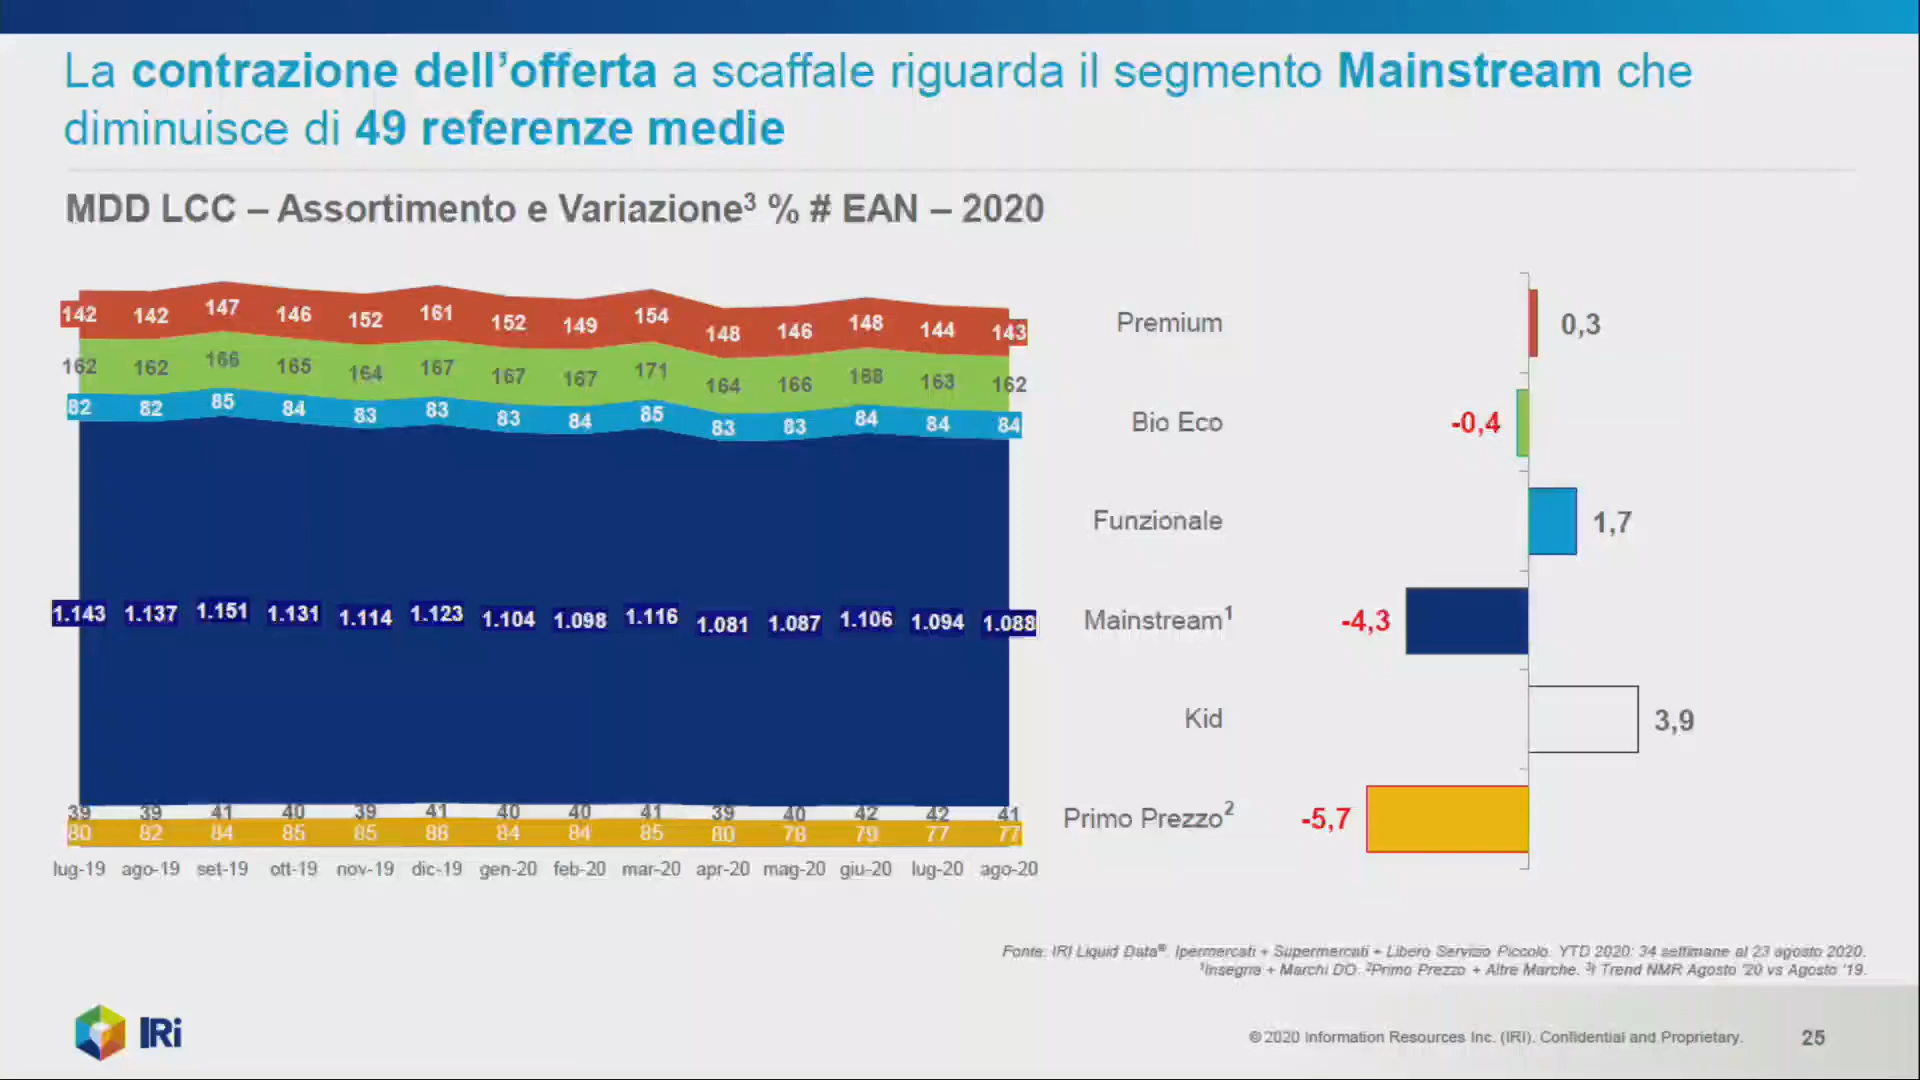 La contrazione dell’offerta a scaffale riguarda il segmento Mainstream che
diminuisce di 49 referenze medie
MDD LCC – Assortimento e Variazione³ % # EAN – 2020
142 142 147 146 152 161 152 149 154 148 146 148 144 143
162 162 166 165 164 167 167 167 171 164 166 168 163 162
82 82 85 84 83 83 83 84 85 83 83 84 84 84
1.143 1.137 1.151 1.131 1.114 1.123 1.104 1.098 1.116 1.081 1.087 1.106 1.094 1.088
39 39 41 40 39 41 40 40 41 39 40 42 42 41
80 82 84 85 85 86 84 84 85 80 78 79 77 77
lug-19 ago-19 set-19 ott-19 nov-19 dic-19 gen-20 feb-20 mar-20 apr-20 mag-20 giu-20 lug-20 ago-20
Premium 0,3
Bio Eco -0,4
Funzionale 1,7
Mainstream¹ -4,3
Kid 3,9
Primo Prezzo² -5,7
Fonte: IRI Liquid Data®. Ipermercati + Supermercati + Libero Servizio Piccolo. YTD 2020: 34 settimane al 23 agosto 2020.
¹Insegna + Marchi DO. ²Primo Prezzo + Altre Marche. ³I Trend NMR Agosto '20 vs Agosto '19.
IRi
© 2020 Information Resources Inc. (IRI). Confidential and Proprietary.
25